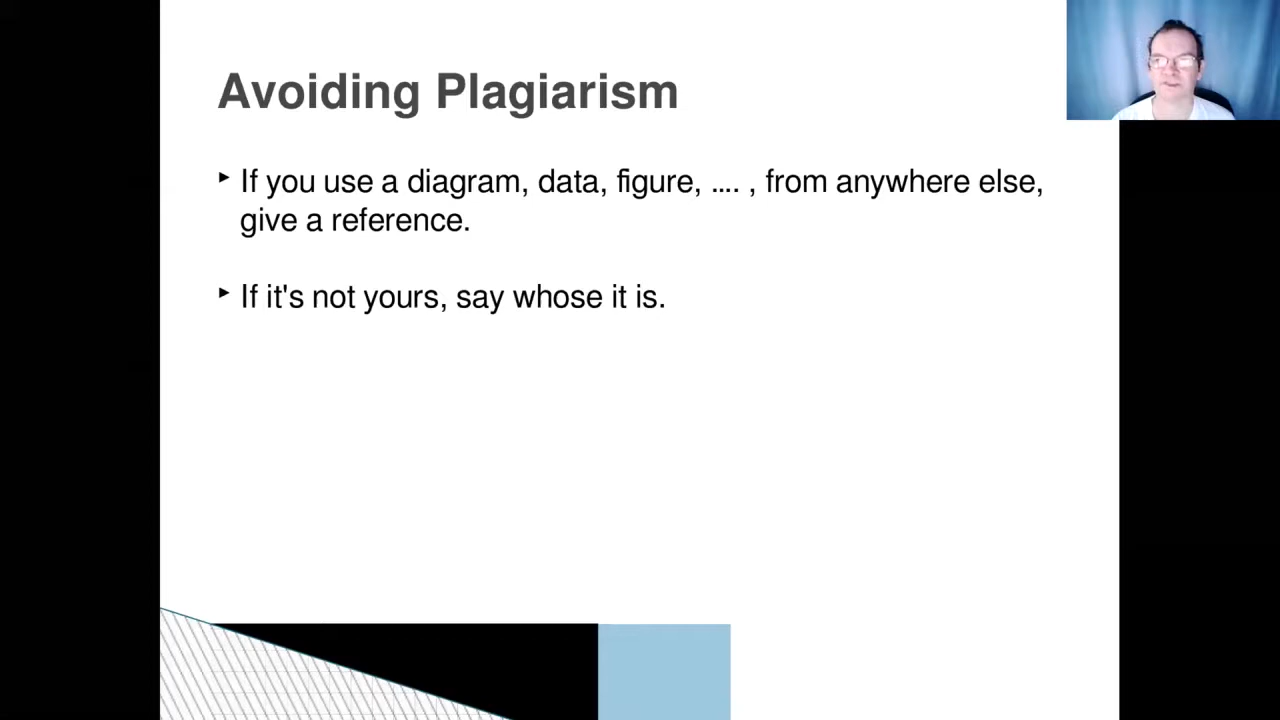 Avoiding Plagiarism
If you use a diagram, data, figure, .... , from anywhere else,
give a reference.
If it's not yours, say whose it is.